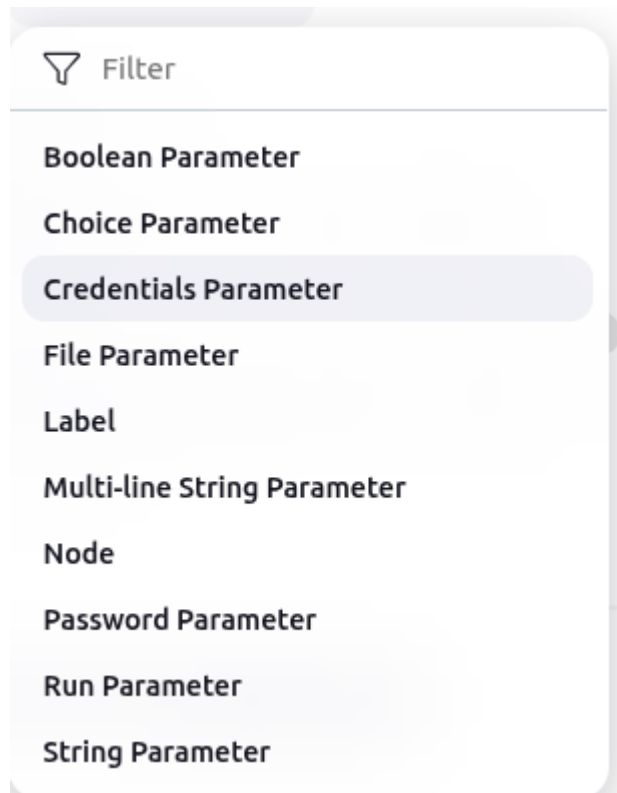 Filter
Boolean Parameter
Choice Parameter
Credentials Parameter
File Parameter
Label
Multi-line String Parameter
Node
Password Parameter
Run Parameter
String Parameter